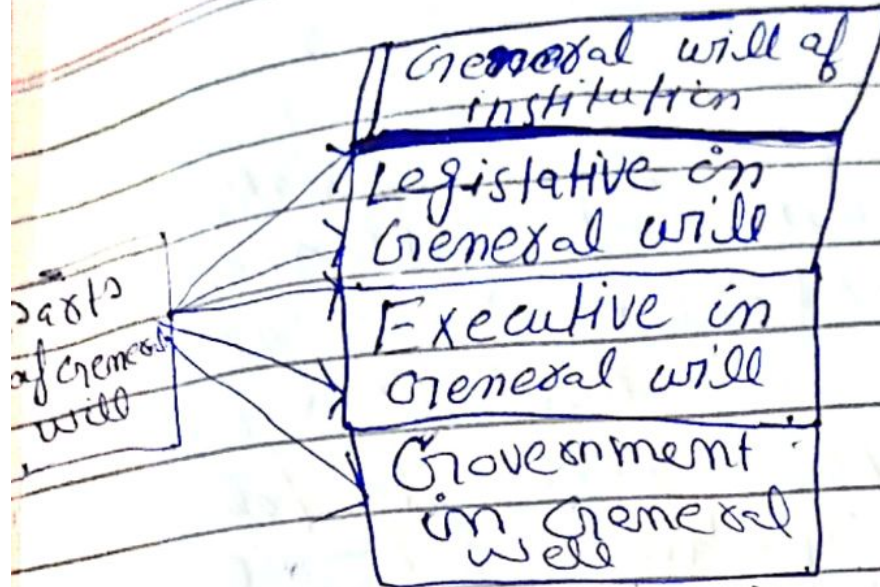 General will of
institution
Legislative in
General will
Executive in
General will
Government
in General
well
parts
of General
will